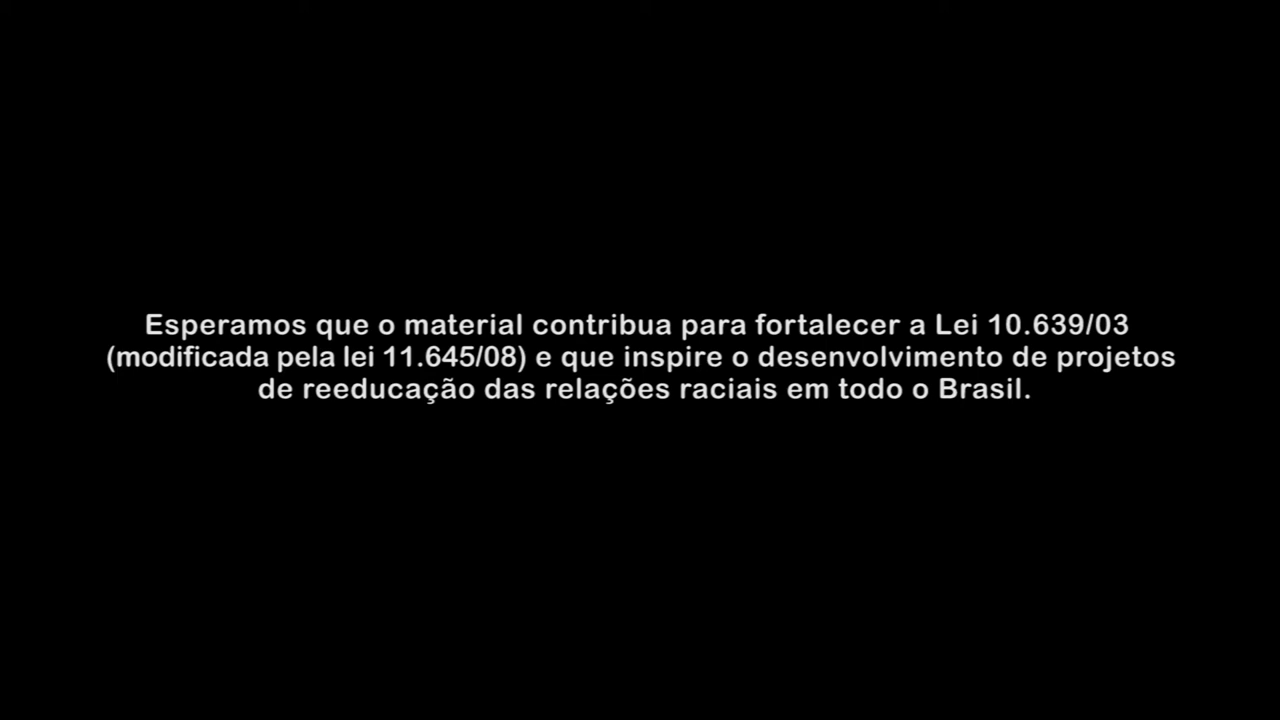 Esperamos que o material contribua para fortalecer a Lei 10.639/03
(modificada pela lei 11.645/08) e que inspire o desenvolvimento de projetos
de reeducação das relações raciais em todo o Brasil.